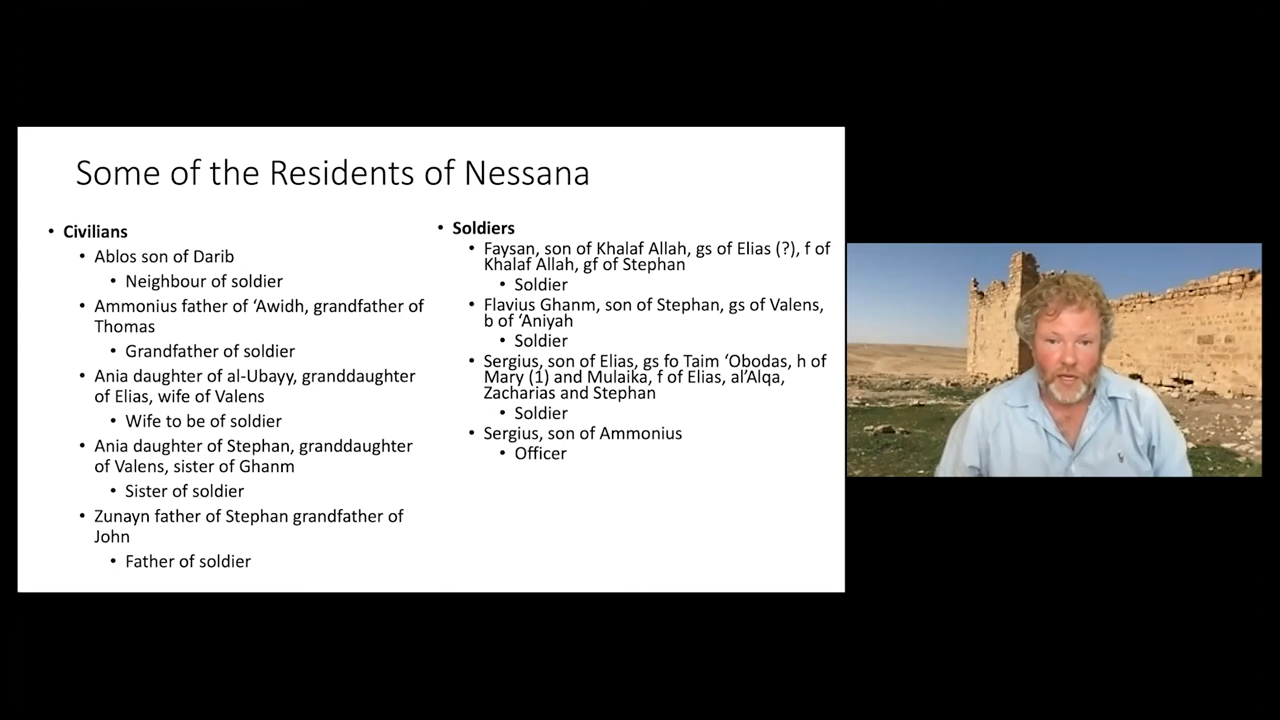 Some of the Residents of Nessana
• Civilians
• Ablos son of Darib
• Neighbour of soldier
• Ammonius father of ‘Awidh, grandfather of
Thomas
• Grandfather of soldier
• Ania daughter of al-Ubayy, granddaughter
of Elias, wife of Valens
• Wife to be of soldier
• Ania daughter of Stephan, granddaughter
of Valens, sister of Ghanm
• Sister of soldier
• Zunayn father of Stephan grandfather of
John
• Father of soldier
• Soldiers
• Faysan, son of Khalaf Allah, gs of Elias (?), f of
Khalaf Allah, gf of Stephan
• Soldier
• Flavius Ghanm, son of Stephan, gs of Valens,
b of ‘Aniyah
• Soldier
• Sergius, son of Elias, gs fo Taim ‘Obodas, h of
Mary (1) and Mulaika, f of Elias, al’Alqa,
Zacharias and Stephan
• Soldier
• Sergius, son of Ammonius
• Officer